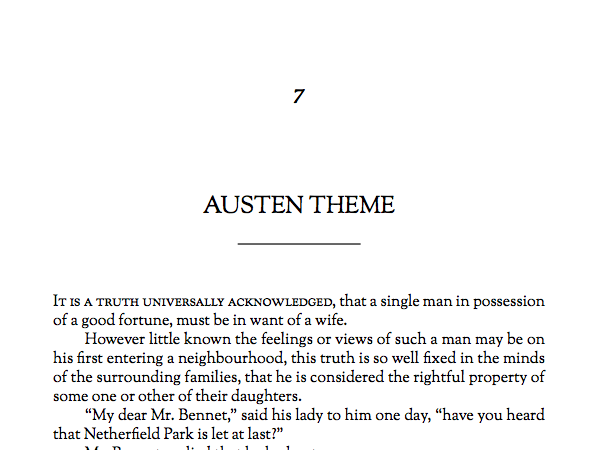 7
AUSTEN THEME
IT IS A TRUTH UNIVERSALLY ACKNOWLEDGED, that a single man in possession
of a good fortune, must be in want of a wife.
However little known the feelings or views of such a man may be on
his first entering a neighbourhood, this truth is so well fixed in the minds
of the surrounding families, that he is considered the rightful property of
some one or other of their daughters.
“My dear Mr. Bennet,” said his lady to him one day, “have you heard
that Netherfield Park is let at last?”